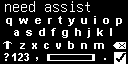 need assist
q w e r t y u i o p
a s d f g h j k l
z x c v b n m
?123 , .